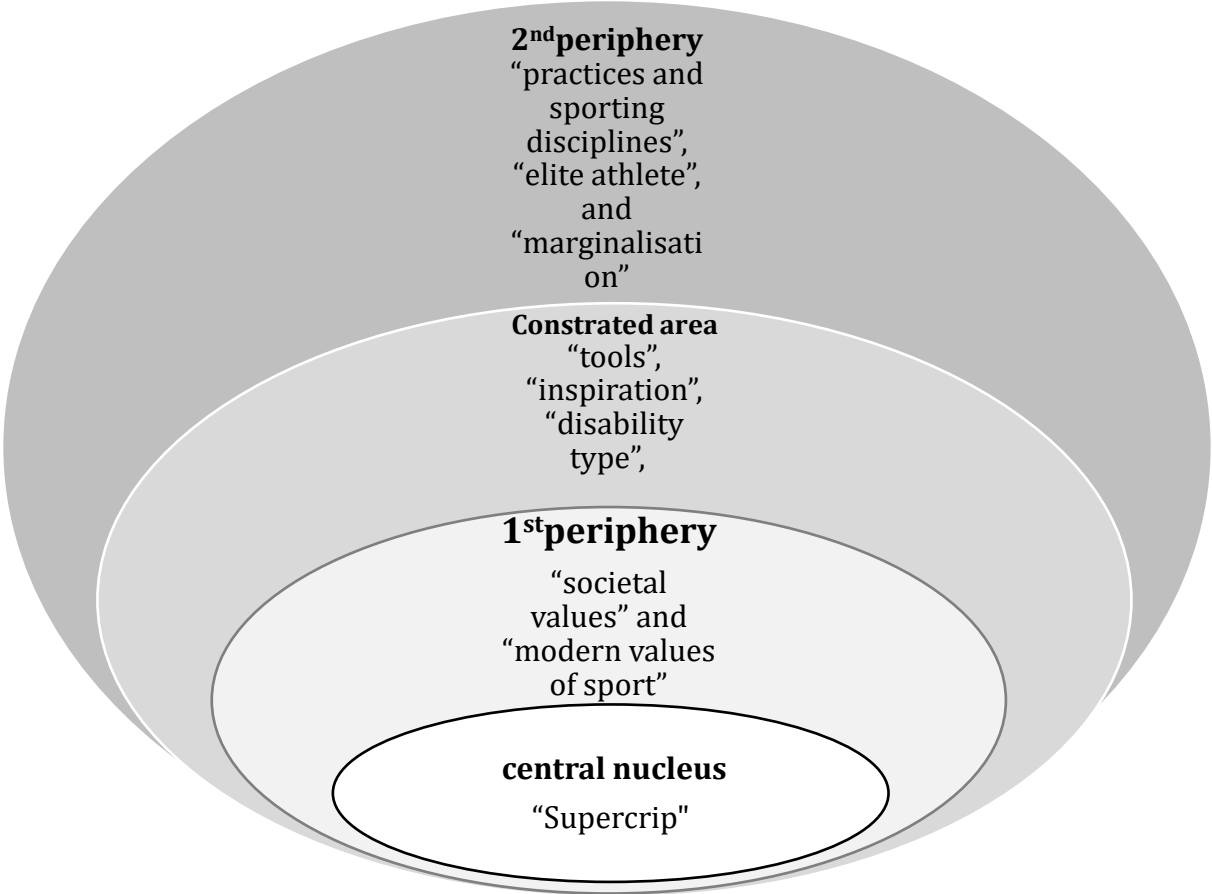 2ndperiphery
“practices and
sporting
disciplines”,
“elite athlete”,
and
“marginalisati
on”
Constrated area
“tools”,
“inspiration”,
“disability
type”,
1stperiphery
“societal
values” and
“modern values
of sport”
central nucleus
“Supercrip"